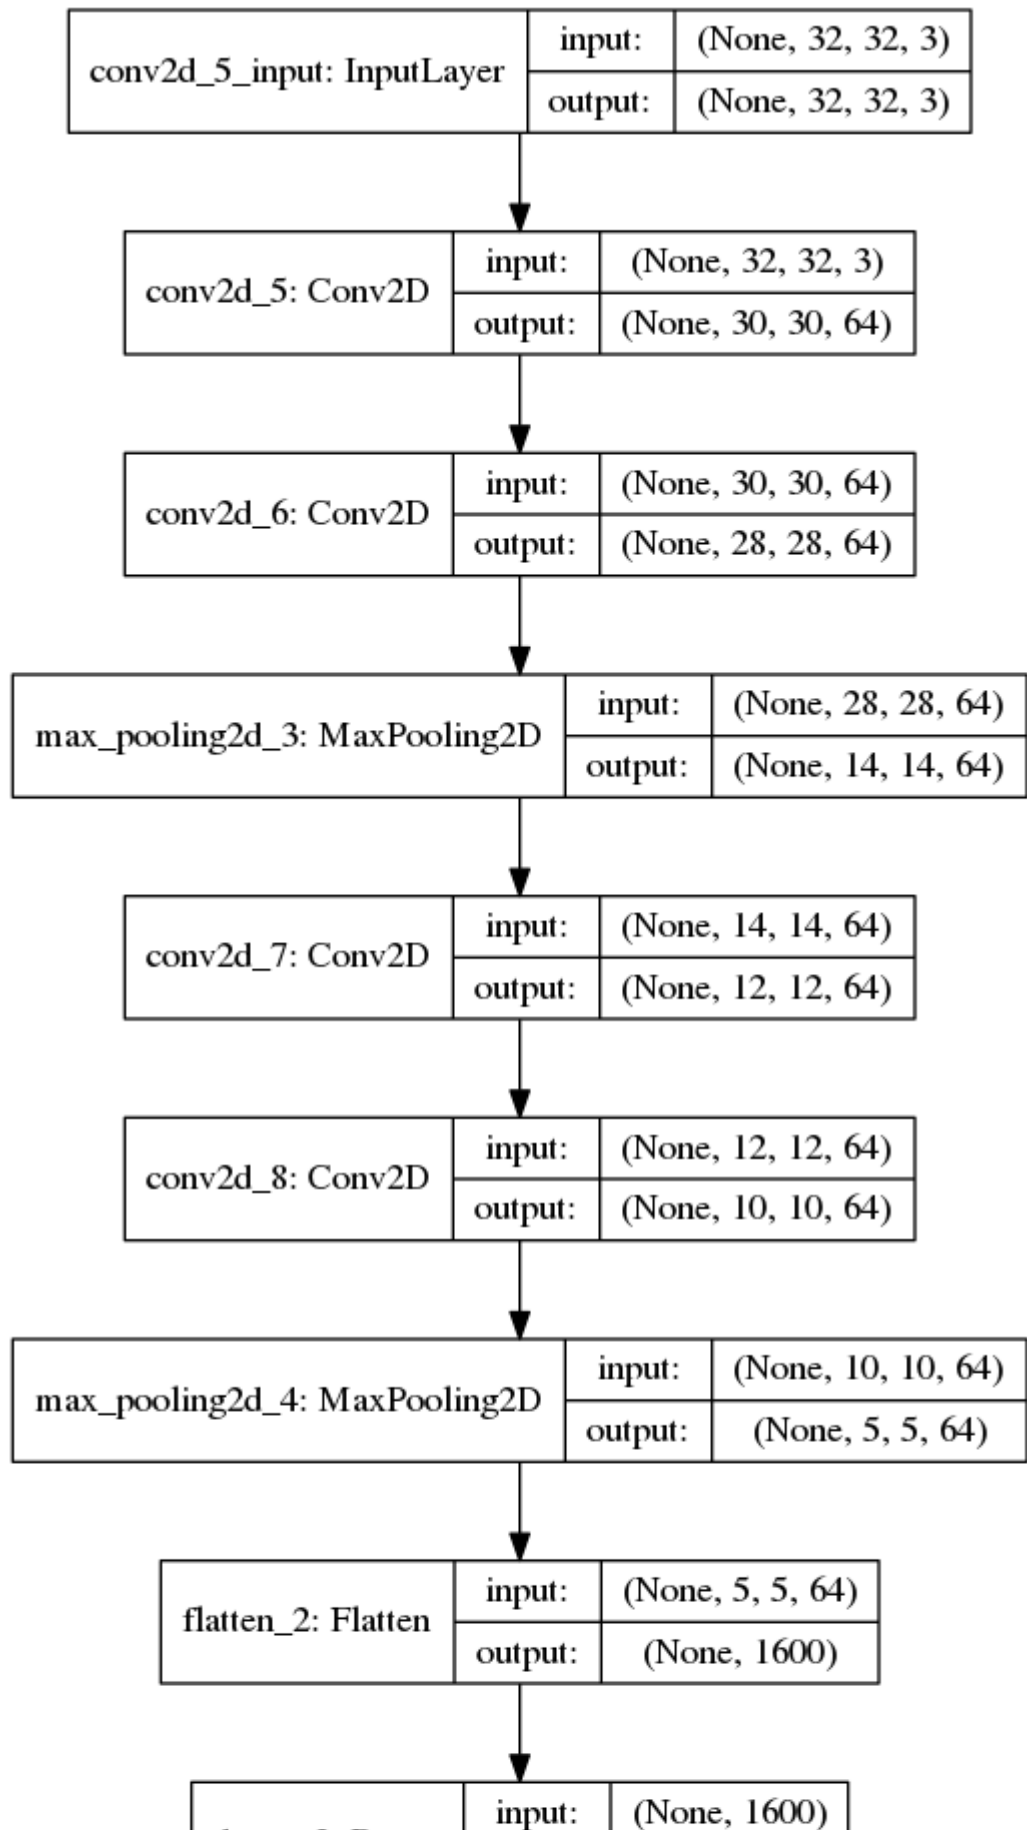 conv2d_5_input: InputLayer
input: (None, 32, 32, 3)
output: (None, 32, 32, 3)
conv2d_5: Conv2D
input: (None, 32, 32, 3)
output: (None, 30, 30, 64)
conv2d_6: Conv2D
input: (None, 30, 30, 64)
output: (None, 28, 28, 64)
max_pooling2d_3: MaxPooling2D
input: (None, 28, 28, 64)
output: (None, 14, 14, 64)
conv2d_7: Conv2D
input: (None, 14, 14, 64)
output: (None, 12, 12, 64)
conv2d_8: Conv2D
input: (None, 12, 12, 64)
output: (None, 10, 10, 64)
max_pooling2d_4: MaxPooling2D
input: (None, 10, 10, 64)
output: (None, 5, 5, 64)
flatten_2: Flatten
input: (None, 5, 5, 64)
output: (None, 1600)
input: (None, 1600)